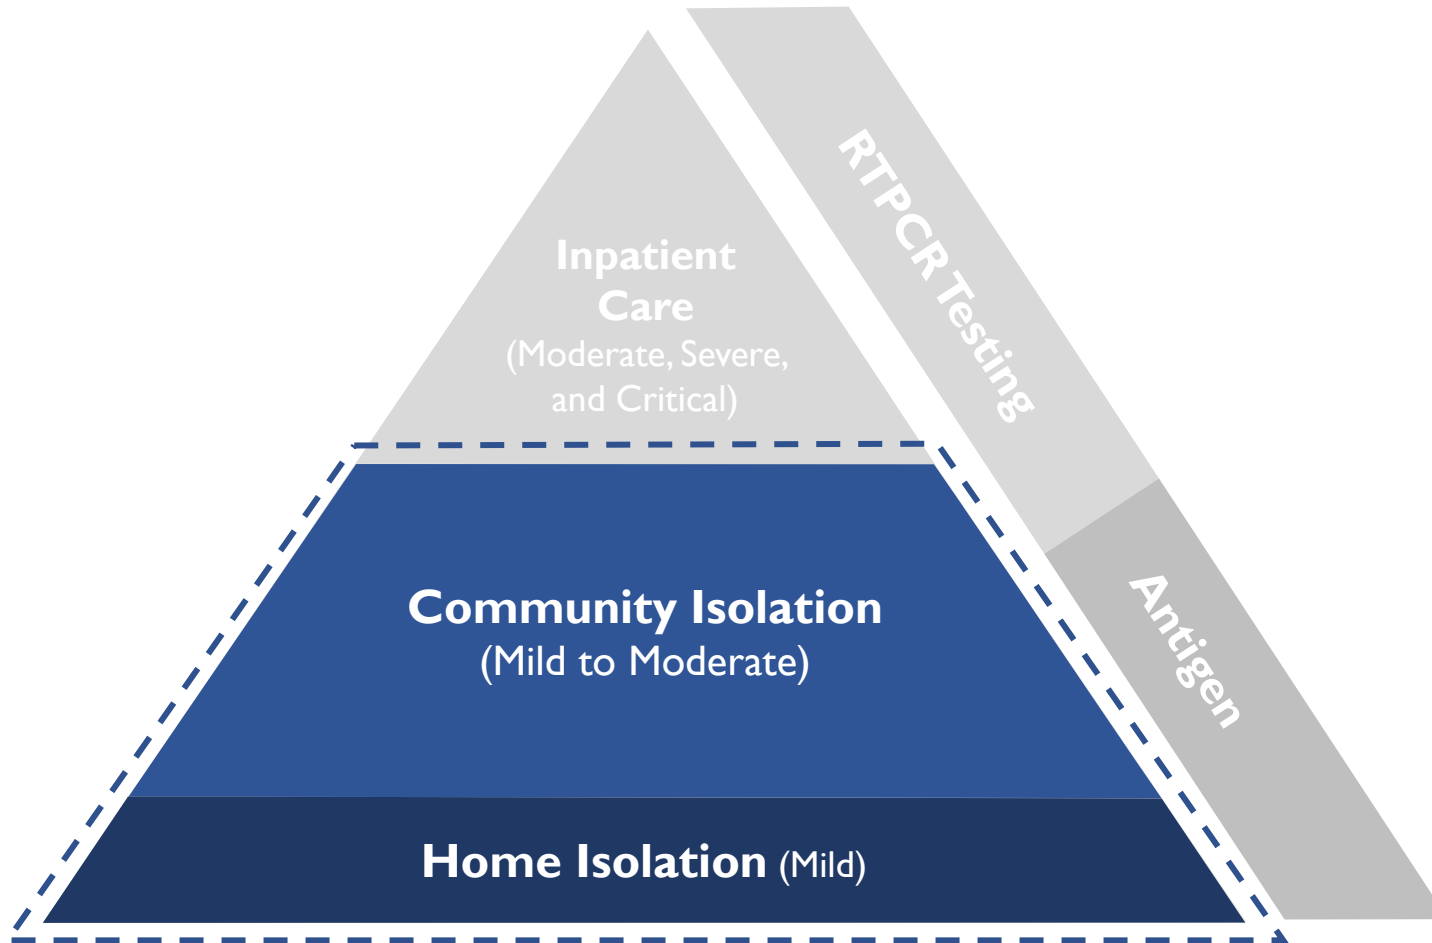 Inpatient
Care
(Moderate, Severe,
and Critical)
RTPCR Testing
Community Isolation
(Mild to Moderate)
Antigen
Home Isolation (Mild)